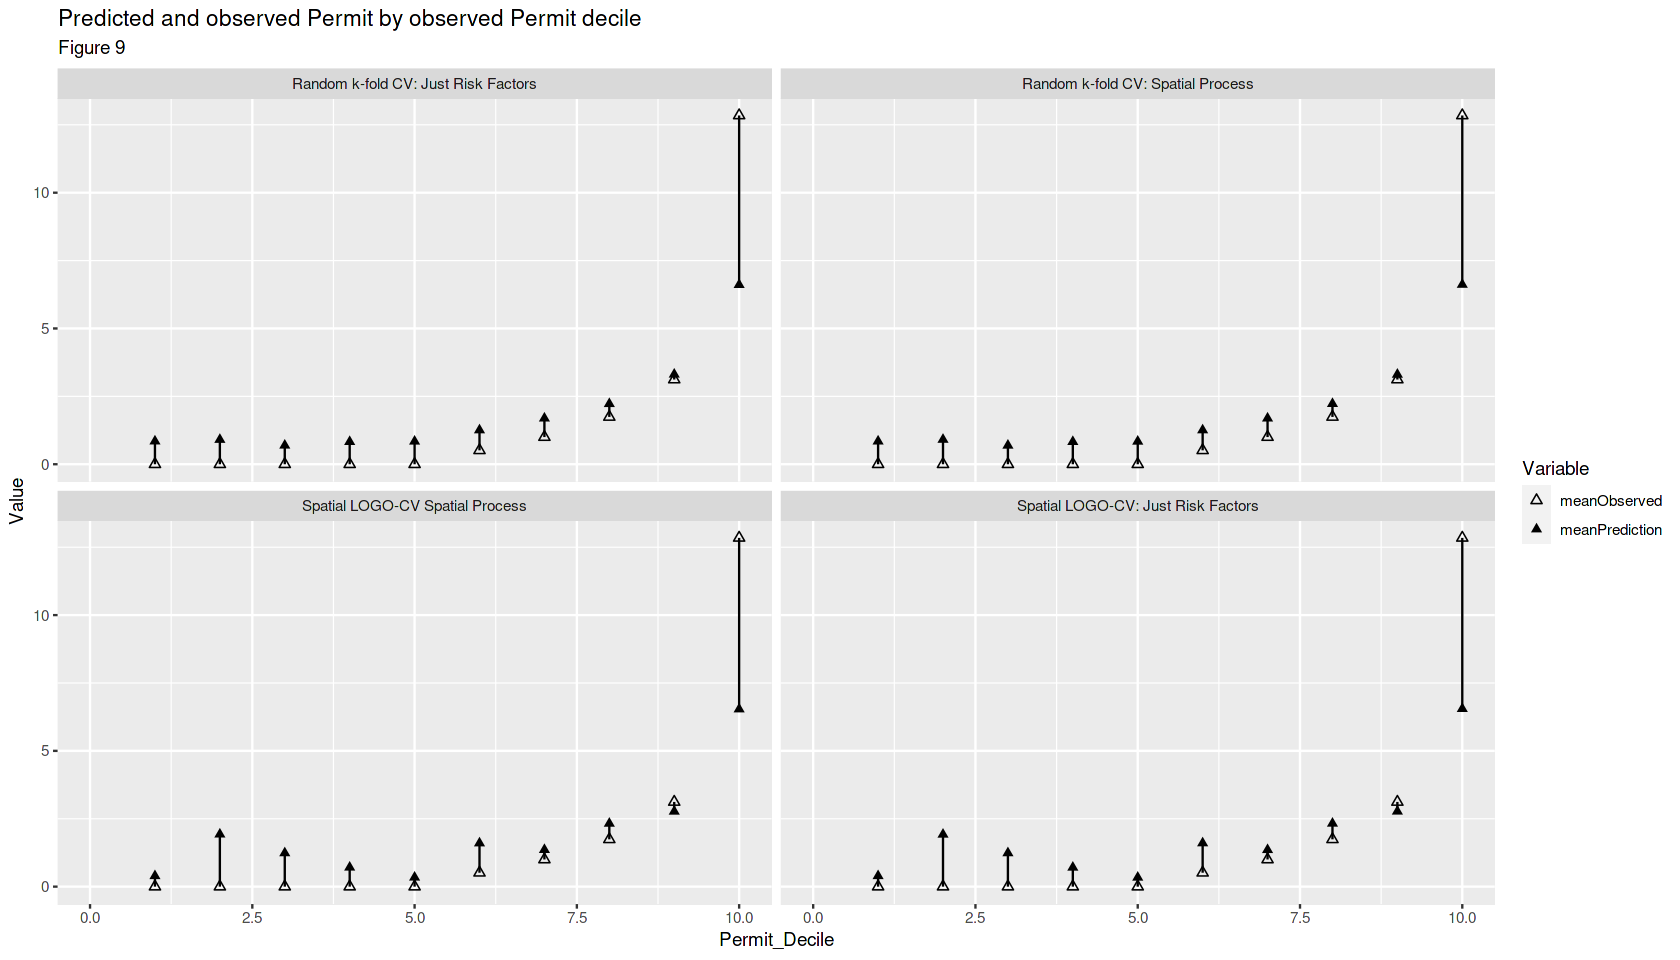 Predicted and observed Permit by observed Permit decile
Figure 9
Random k-fold CV: Just Risk Factors
Random k-fold CV: Spatial Process
10
5
0
Spatial LOGO-CV Spatial Process
Spatial LOGO-CV: Just Risk Factors
10
5
0
Value
0.0 2.5 5.0 7.5 10.0
0.0 2.5 5.0 7.5 10.0
Permit_Decile
Variable
meanObserved
meanPrediction